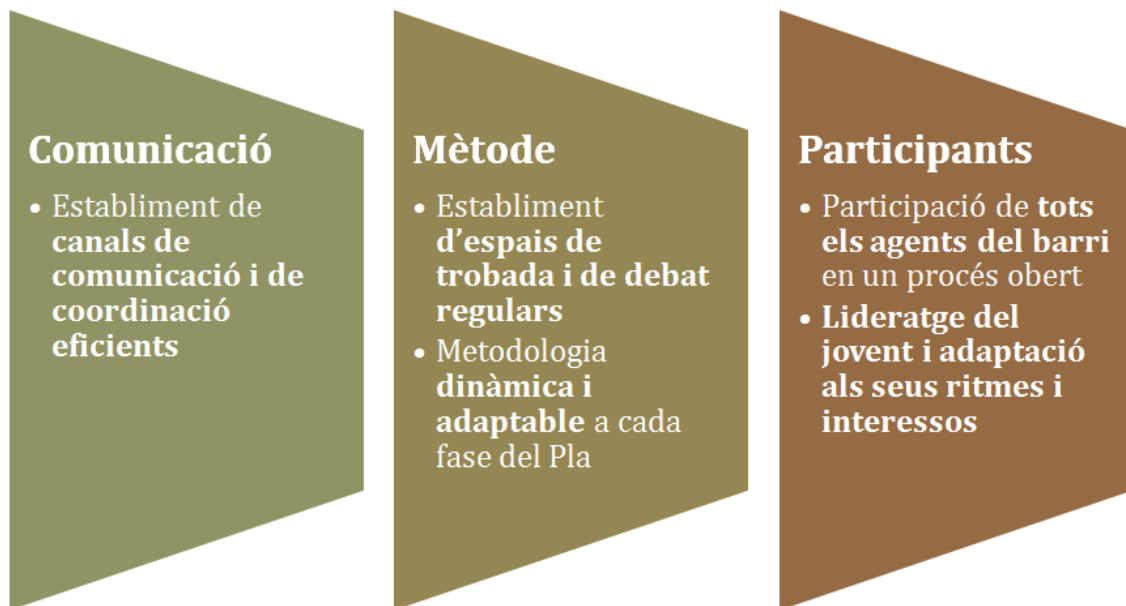 Comunicació
• Establiment de
canals de
comunicació i de
coordinació
eficients
Mètode
• Establiment
d’espais de
trobada i de debat
regulars
• Metodologia
dinàmica i
adaptable a cada
fase del Pla
Participants
• Participació de tots
els agents del barri
en un procés obert
• Lideratge del
jovent i adaptació
als seus ritmes i
interessos